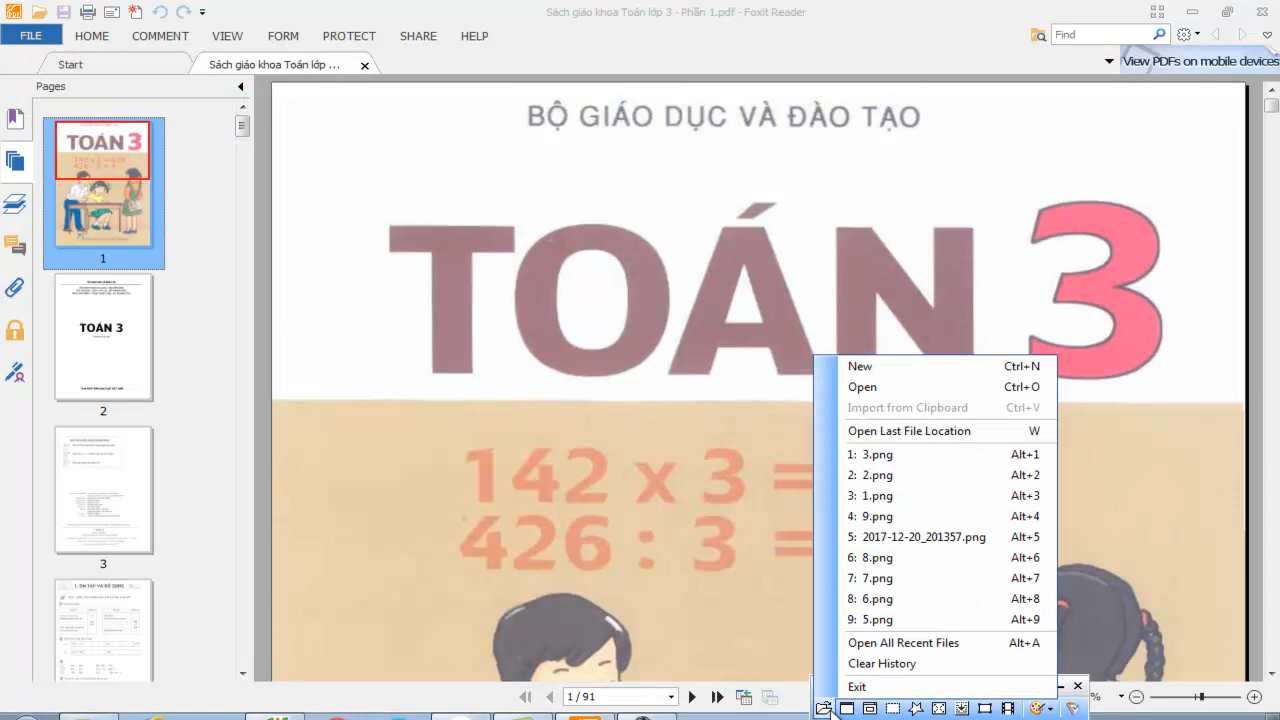 Sách giáo khoa Toán lớp 3 - Phần 1.pdf - Foxit Reader
FILE HOME COMMENT VIEW FORM PROTECT SHARE HELP
Find
Start
Sách giáo khoa Toán lớp ...
View PDFs on mobile devices
Pages
TOÁN 3
1
TOÁN 3
2
3
1. ÔN TẬP VÀ BỔ SUNG
BỘ GIÁO DỤC VÀ ĐÀO TẠO
TOÁN 3
142 x 3 =
426 : 3 =
New Ctrl+N
Open Ctrl+O
Import from Clipboard Ctrl+V
Open Last File Location W
1: 3.png Alt+1
2: 2.png Alt+2
3: 1.png Alt+3
4: 9.png Alt+4
5: 2017-12-20_201357.png Alt+5
6: 8.png Alt+6
7: 7.png Alt+7
8: 6.png Alt+8
9: 5.png Alt+9
Open All Recent Files Alt+A
Clear History
Exit
1 / 91
%